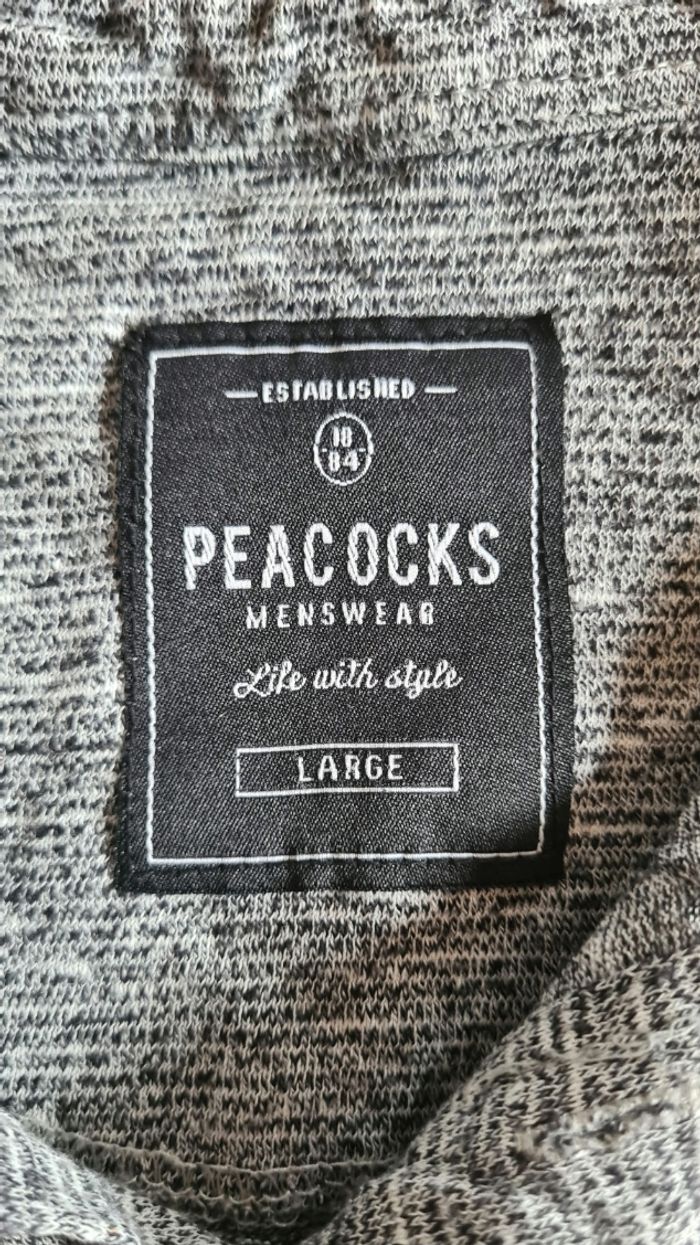 — ESTABLISHED —
18
84
PEACOCKS
MENSWEAR
Life with style
LARGE